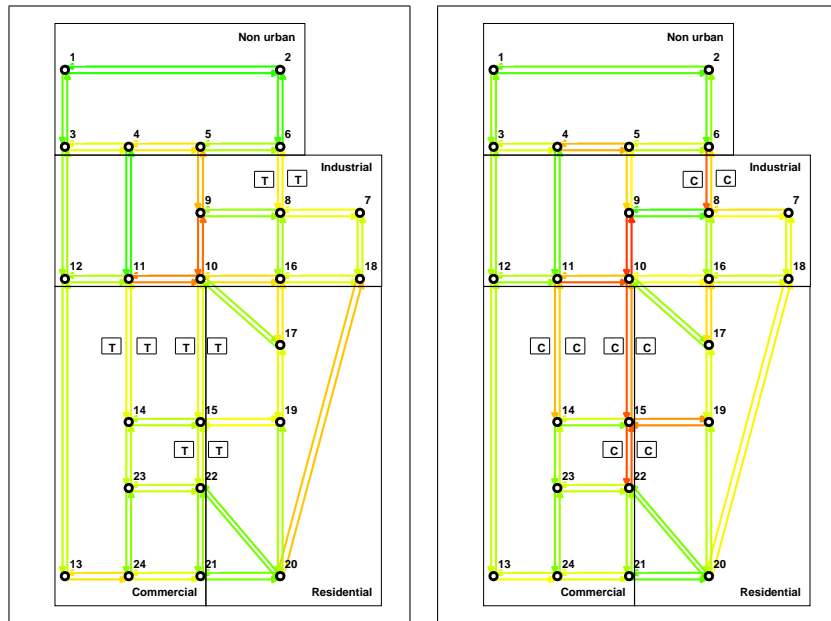 Non urban
1 2
3 4 5 6
Industrial
T T
9 8 7
12 11 10 16 18
17
T T T T
14 15 19
T T
23 22
13 24 21 20
Commercial Residential
Non urban
1 2
3 4 5 6
Industrial
C C
9 8 7
12 11 10 16 18
17
C C C C
14 15 19
C C
23 22
13 24 21 20
Commercial Residential